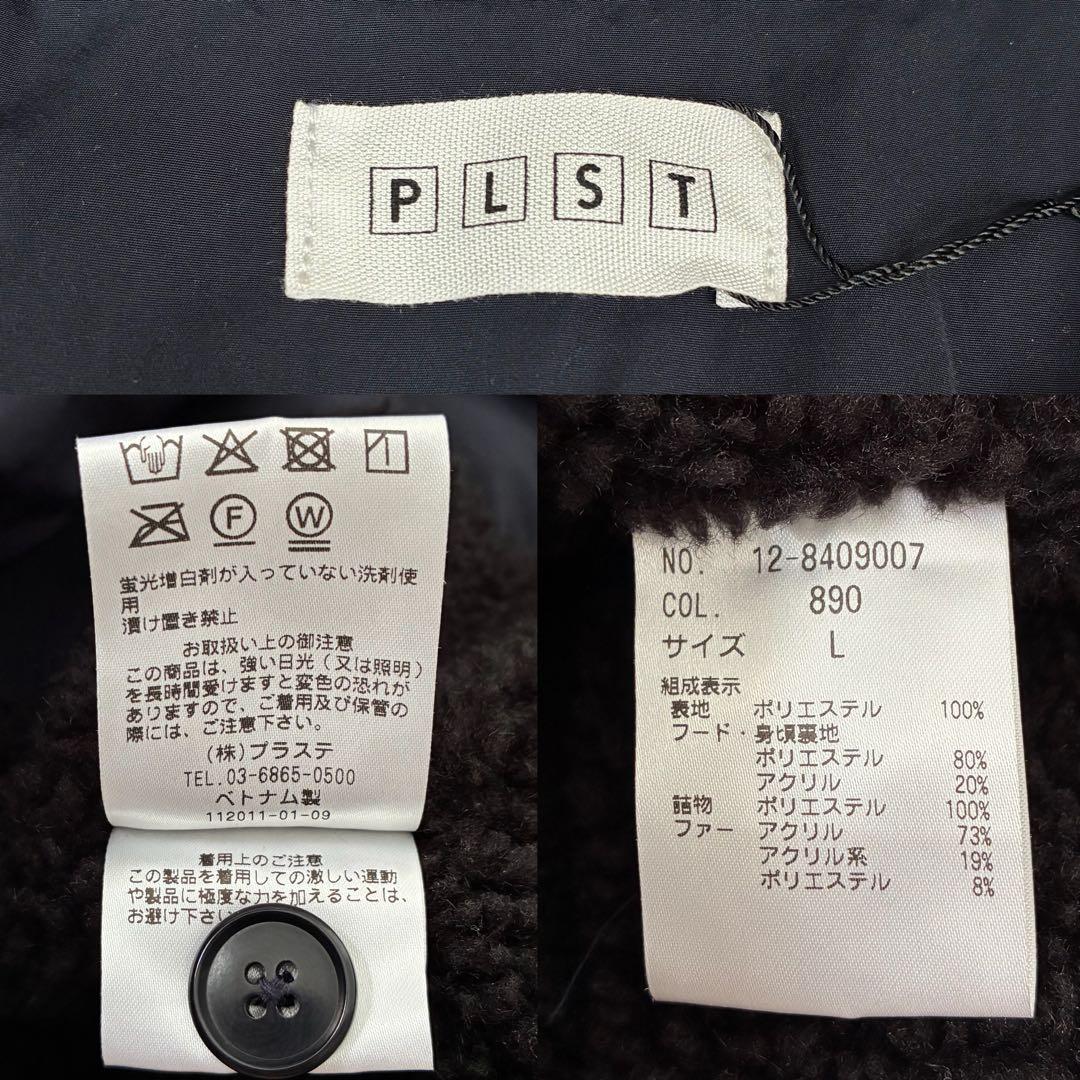 PLST
F W
蛍光増白剤が入っていない洗剤使
用
漬け置き禁止
お取扱い上の御注意
この商品は、強い日光(又は照明)
を長時間受けますと変色の恐れが
ありますので、ご着用及び保管の
際には、ご注意下さい。
(株)プラステ
TEL.03-6865-0500
ベトナム製
112011-01-09
着用上のご注意
この製品を着用しての激しい運動
や製品に極度な力を加えることは、
お避け下さい
NO. 12-8409007
COL. 890
サイズ L
組成表示
表地 ポリエステル 100%
フード・身頃裏地
ポリエステル 80%
アクリル 20%
詰物 ポリエステル 100%
ファー アクリル 73%
アクリル系 19%
ポリエステル 8%